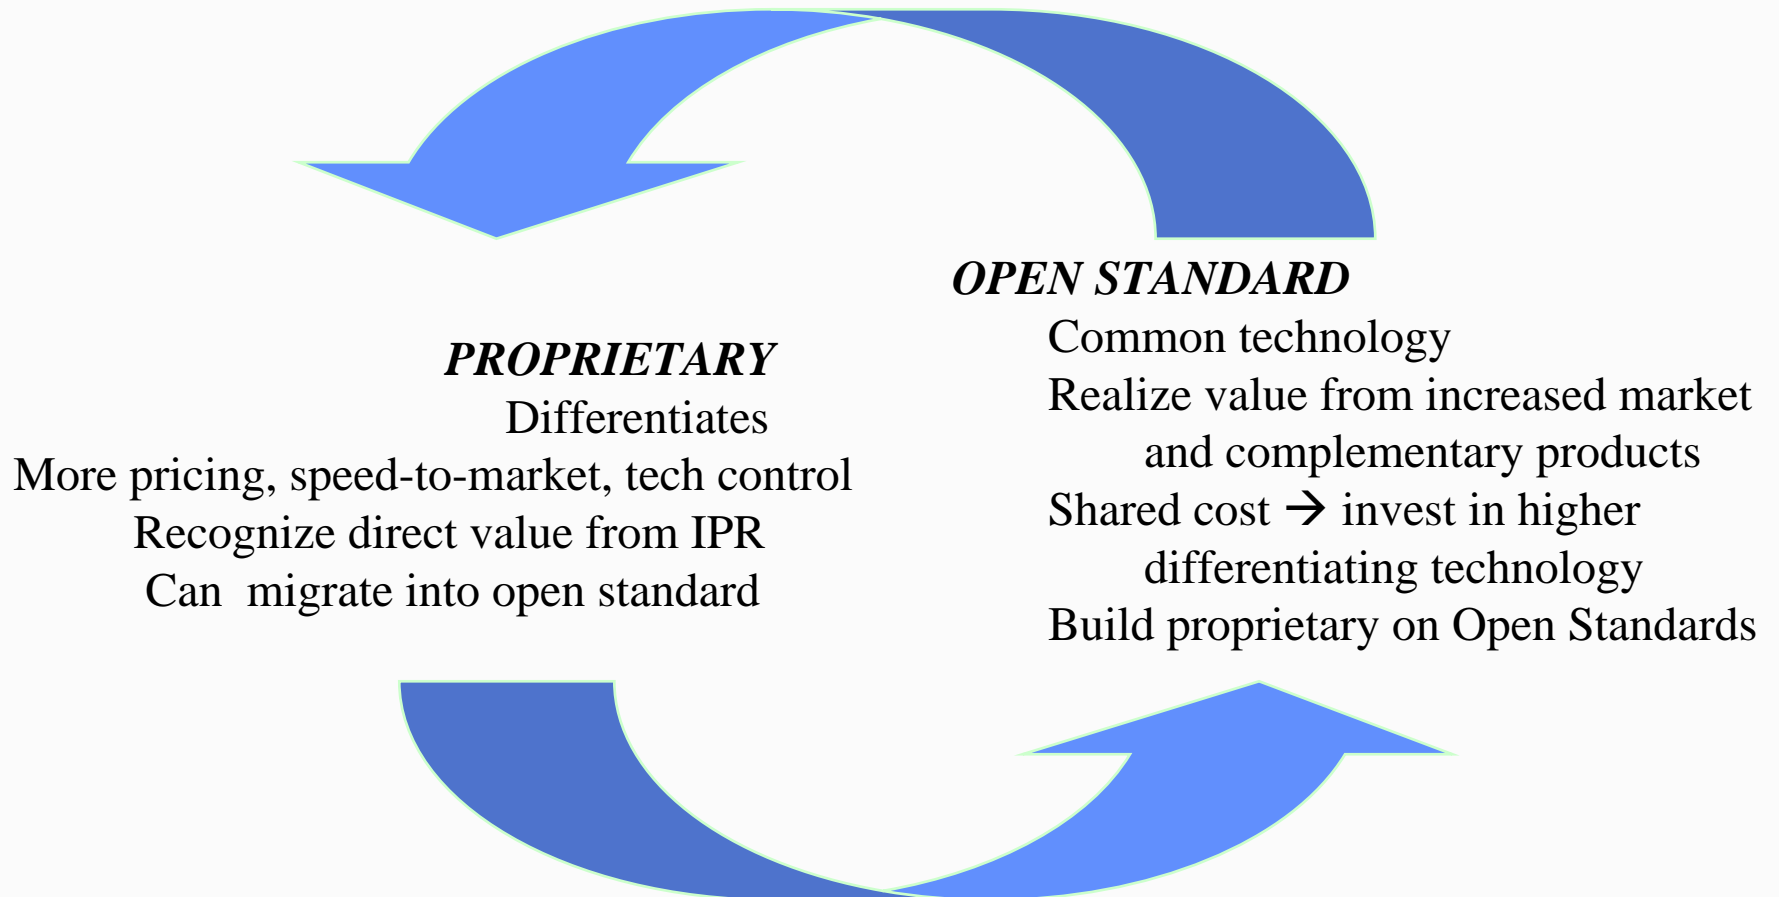 PROPRIETARY
Differentiates
More pricing, speed-to-market, tech control
Recognize direct value from IPR
Can  migrate into open standard
OPEN STANDARD
Common technology
Realize value from increased market
and complementary products
Shared cost → invest in higher
differentiating technology
Build proprietary on Open Standards